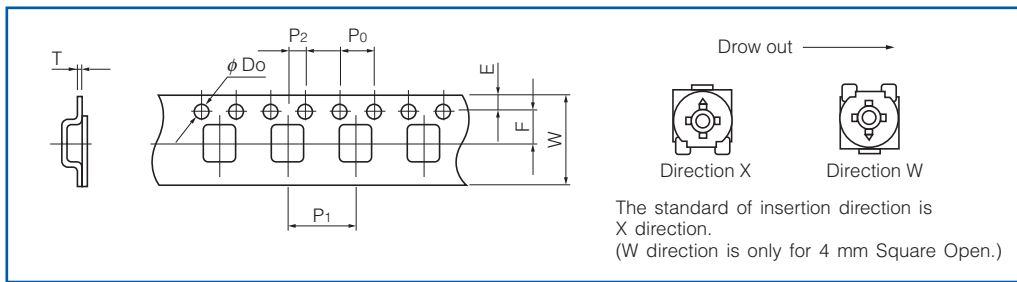 T
φ Do
P2
P0
E
F
W
P1
Drow out
Direction X
Direction W
The standard of insertion direction is
X direction.
(W direction is only for 4 mm Square Open.)